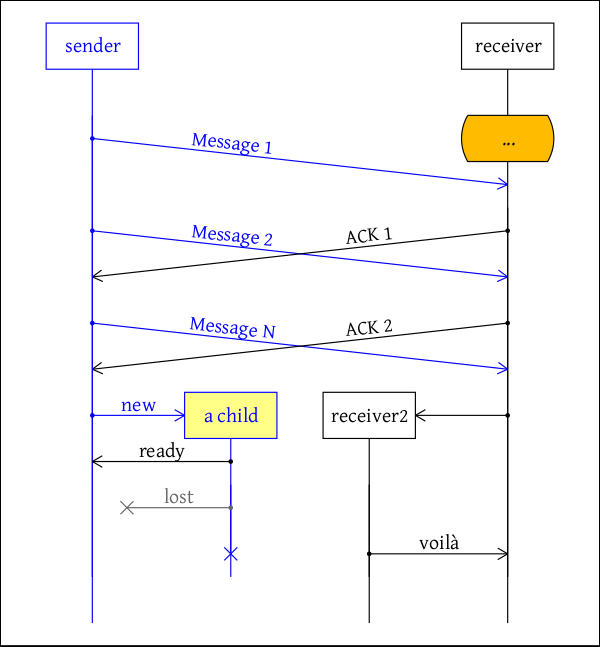 sender
receiver
...
Message 1
Message 2
ACK 1
Message N
ACK 2
new
a child
receiver2
ready
lost
voilà